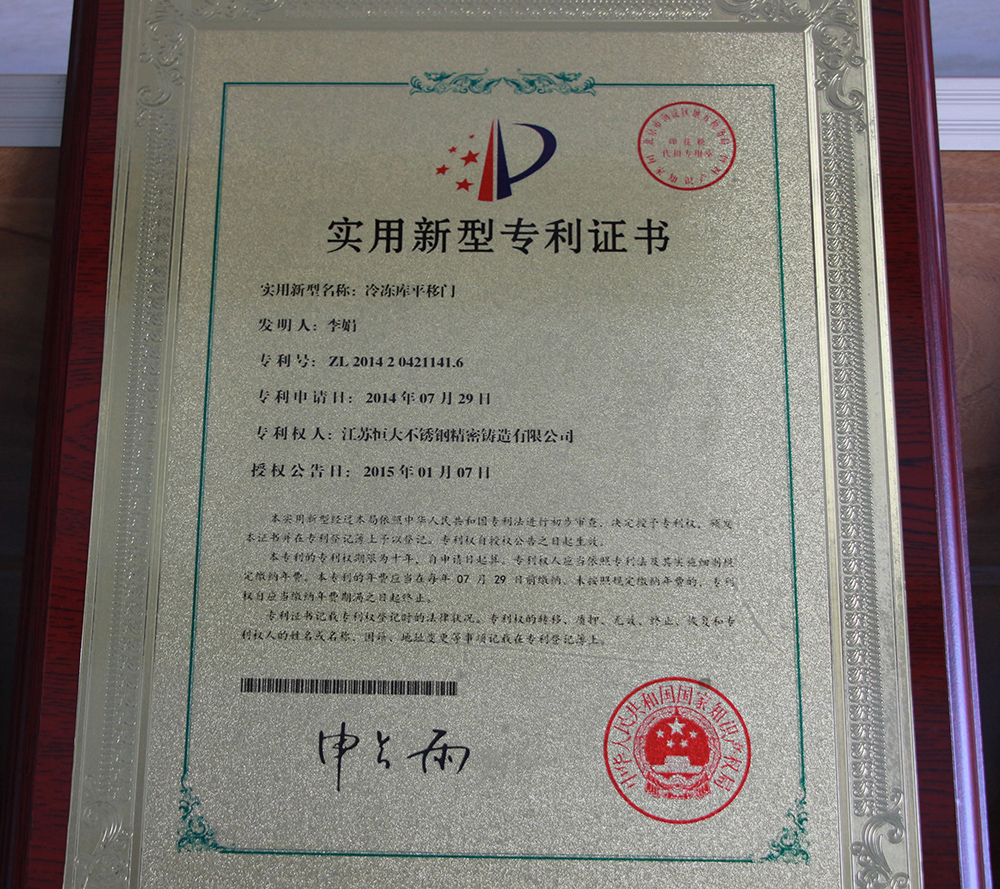 印花税
代扣专用章
实用新型专利证书
实用新型名称：冷冻库平移门
发明人：李娟
专利号：ZL 2014 2 0421141.6
专利申请日：2014年07月29日
专利权人：江苏恒大不锈钢精密铸造有限公司
授权公告日：2015年01月07日
本实用新型经过本局依照中华人民共和国专利法进行初步审查，决定授予专利权，颁发
本证书并在专利登记簿上予以登记。专利权自授权公告之日起生效。
本专利的专利权期限为十年，自申请日起算。专利权人应当依照专利法及其实施细则规
定缴纳年费。本专利的年费应当在每年 07 月 29 日前缴纳。未按照规定缴纳年费的，专利
权自应当缴纳年费期满之日起终止。
专利证书记载专利权登记时的法律状况。专利权的转移、质押、无效、终止、恢复和专
利权人的姓名或名称、国籍、地址变更等事项记载在专利登记簿上。
申长雨
中华人民共和国国家知识产权局